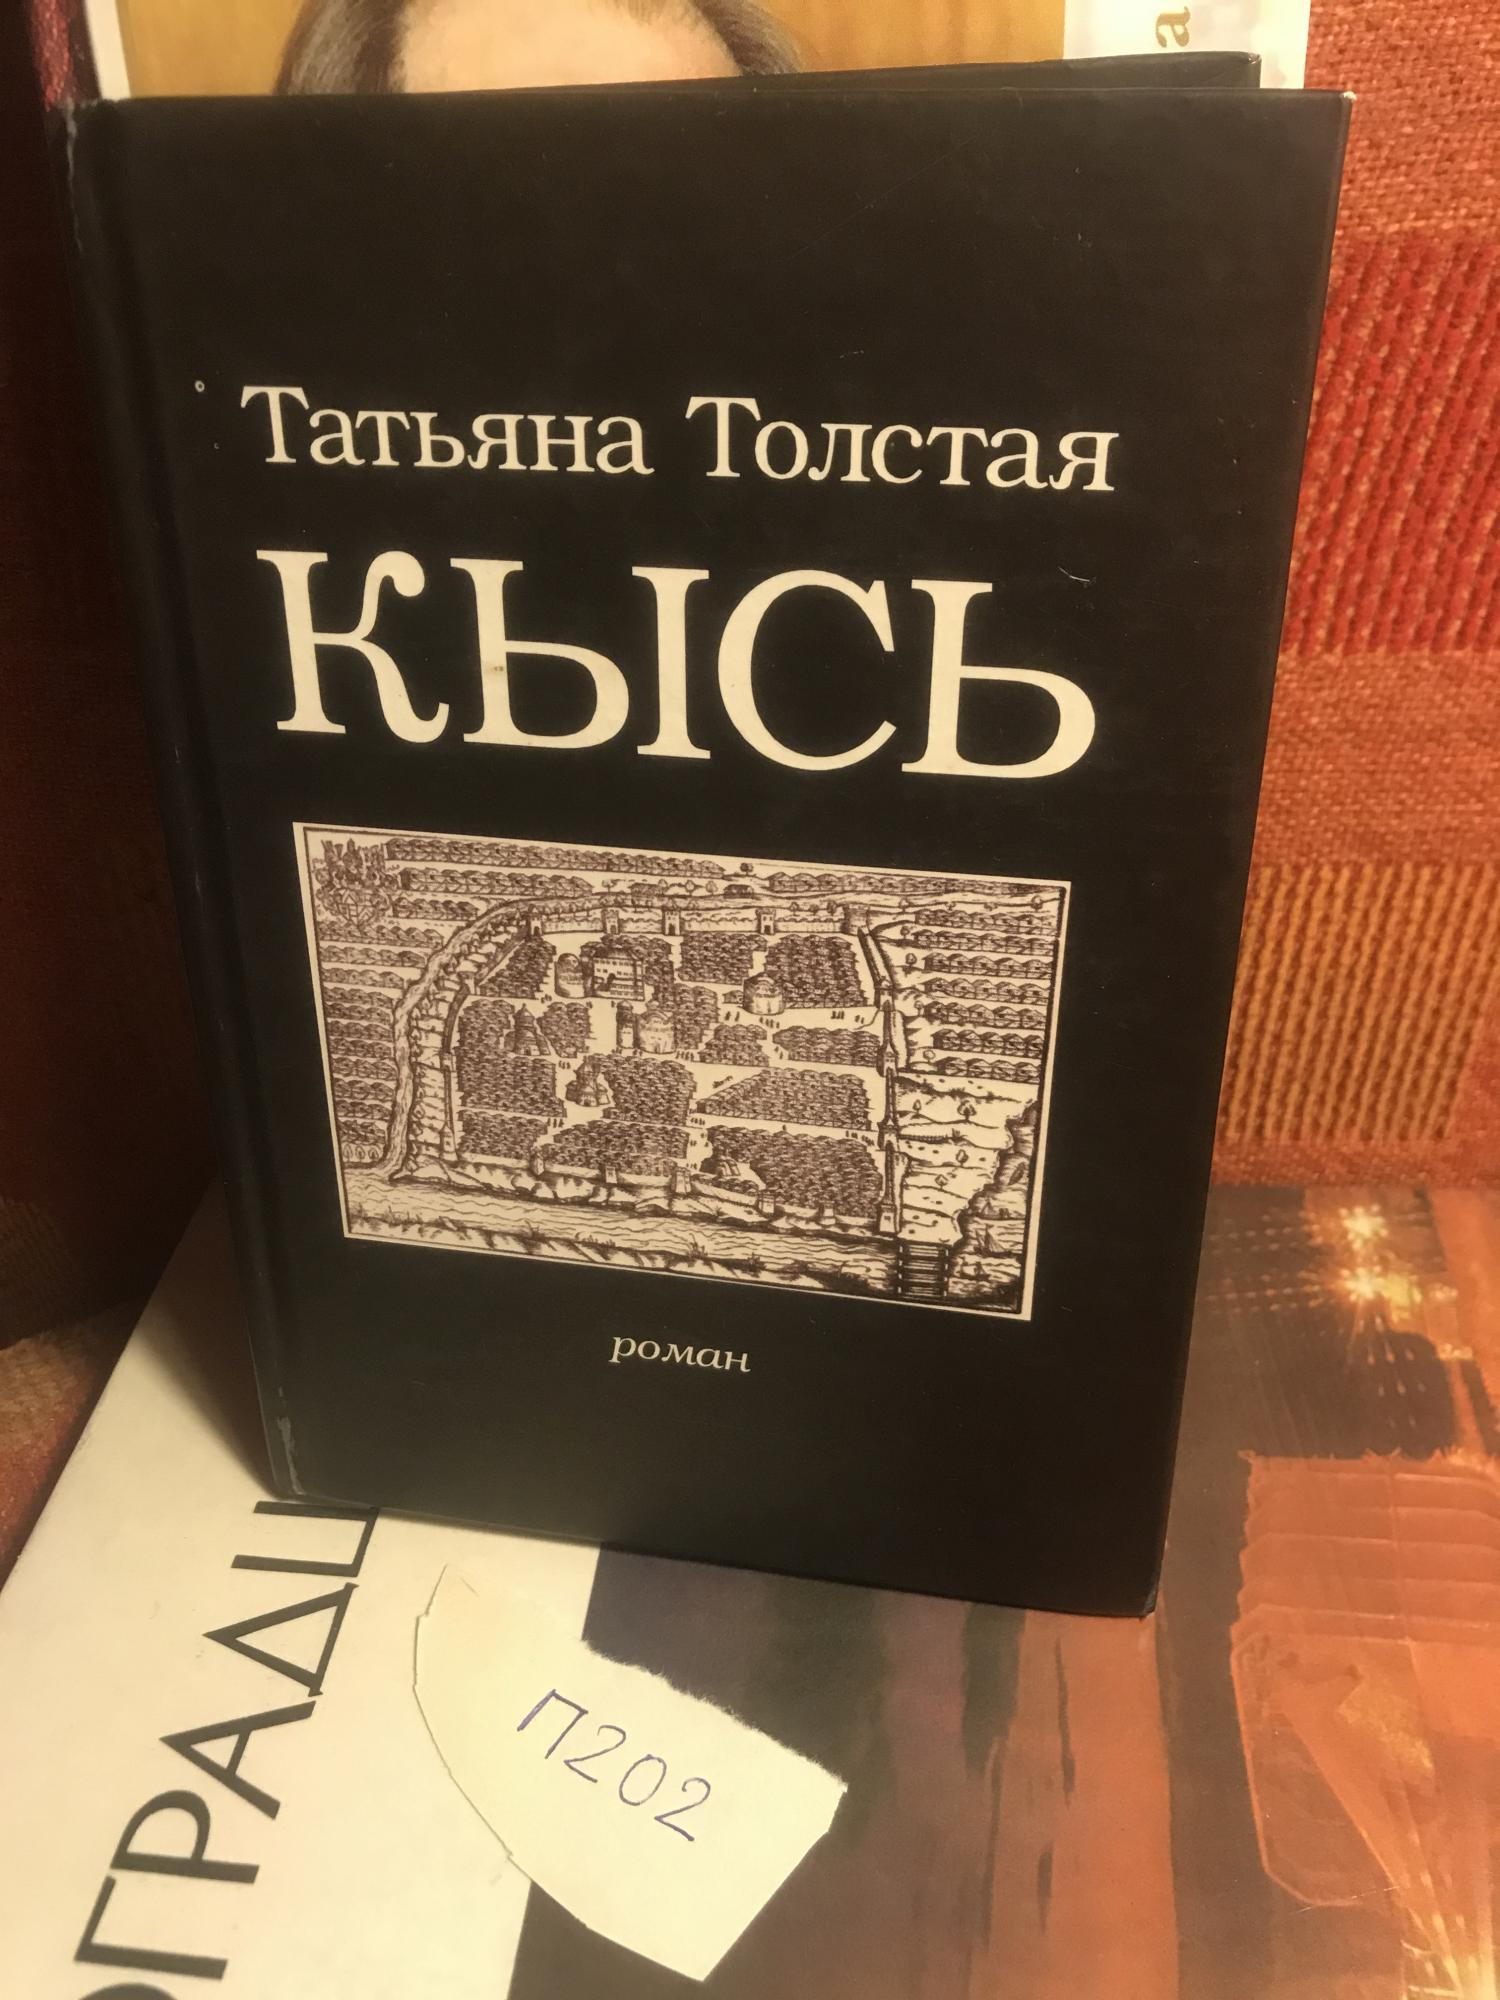 а
Татьяна Толстая
КЫСЬ
роман
П202